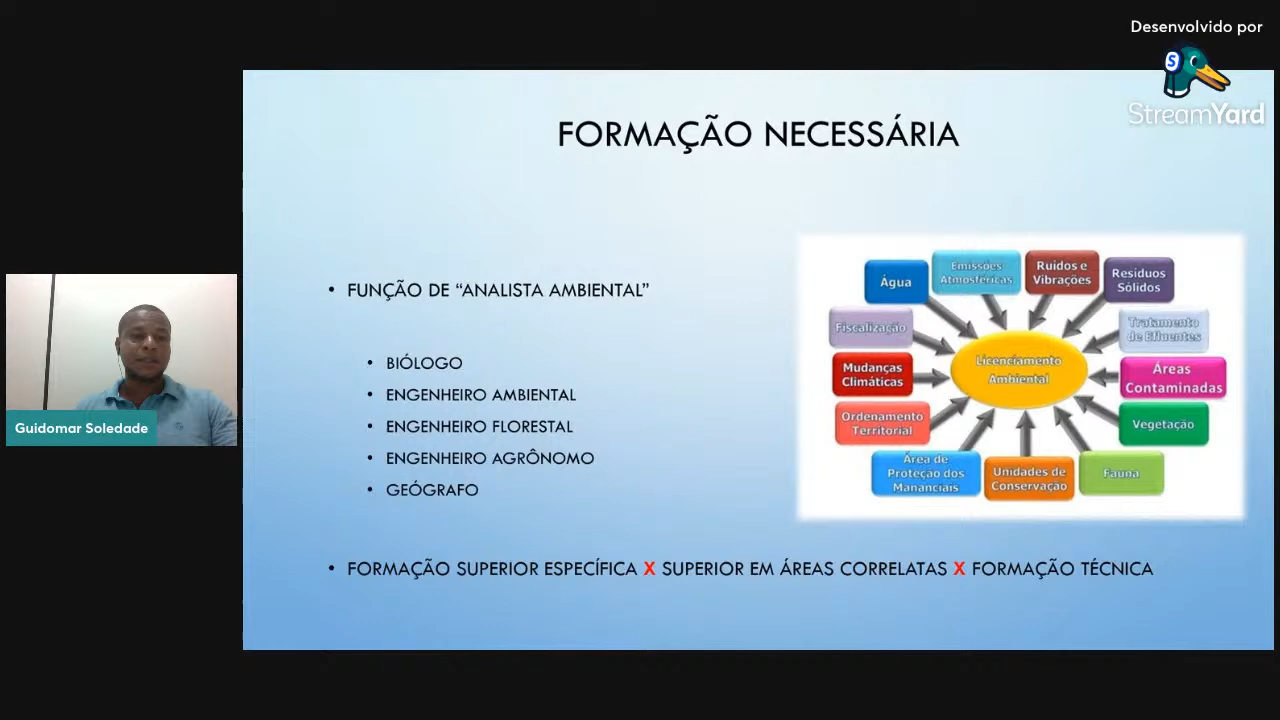 Desenvolvido por
StreamYard
FORMAÇÃO NECESSÁRIA
• FUNÇÃO DE “ANALISTA AMBIENTAL”
• BIÓLOGO
• ENGENHEIRO AMBIENTAL
• ENGENHEIRO FLORESTAL
• ENGENHEIRO AGRÔNOMO
• GEÓGRAFO
Água
Emissões
Atmosféricas
Ruídos e
Vibrações
Resíduos
Sólidos
Fiscalização
Tratamento
de Efluentes
Licenciamento
Ambiental
Mudanças
Climáticas
Áreas
Contaminadas
Ordenamento
Territorial
Vegetação
Área de
Proteção dos
Mananciais
Unidades de
Conservação
Fauna
Guidomar Soledade
• FORMAÇÃO SUPERIOR ESPECÍFICA X SUPERIOR EM ÁREAS CORRELATAS X FORMAÇÃO TÉCNICA